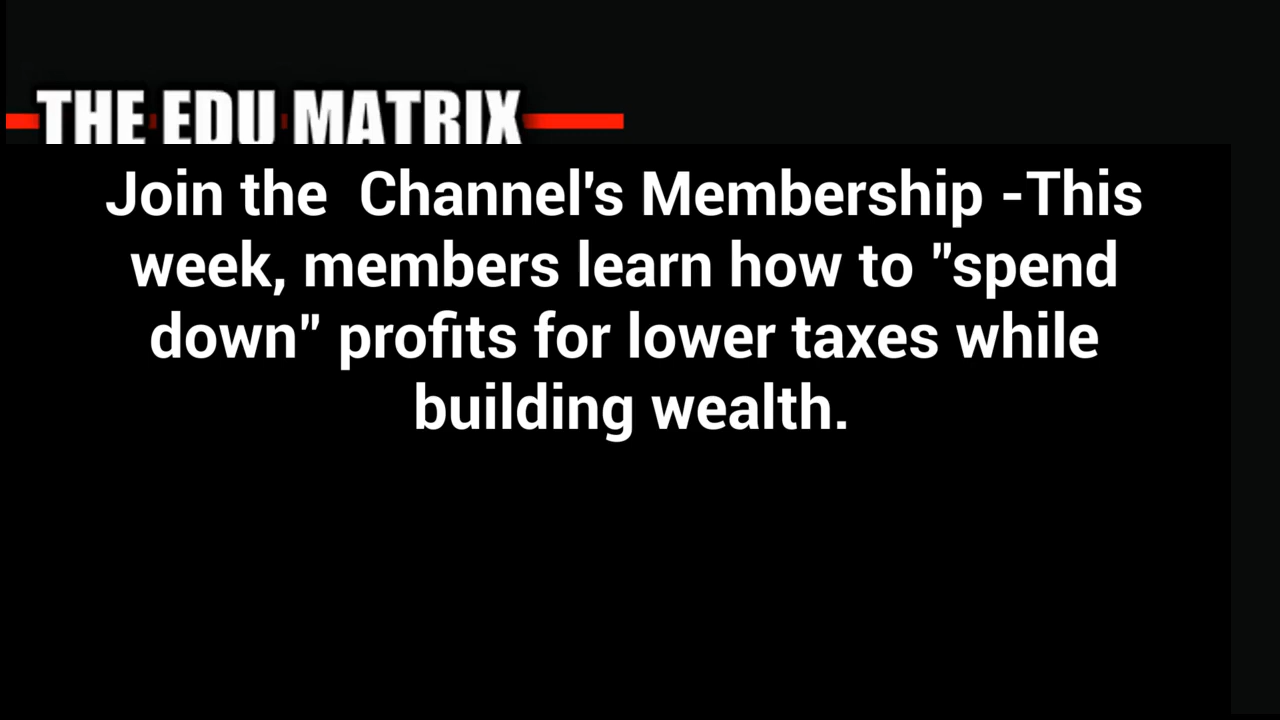 THE EDU MATRIX
Join the  Channel's Membership -This
week, members learn how to "spend
down" profits for lower taxes while
building wealth.